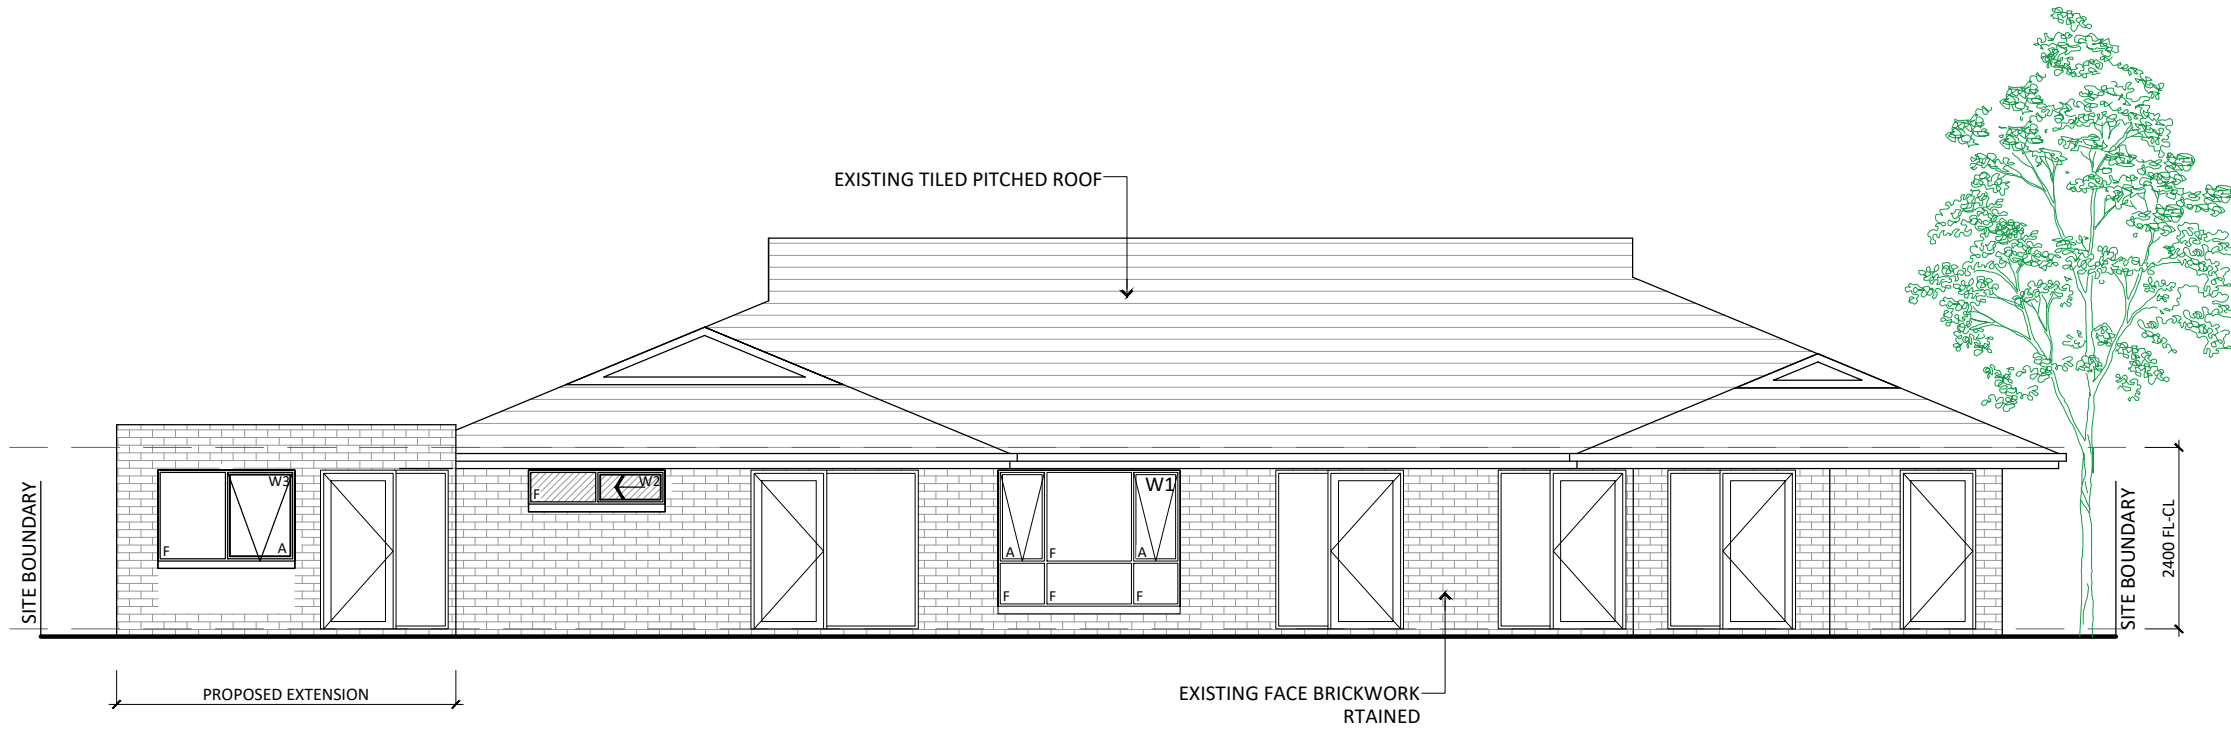 EXISTING TILED PITCHED ROOF
SITE BOUNDARY
W3
F
A
F
W2
W1
A
F
A
F
F
F
SITE BOUNDARY
2400 FL-CL
PROPOSED EXTENSION
EXISTING FACE BRICKWORK
RTAINED